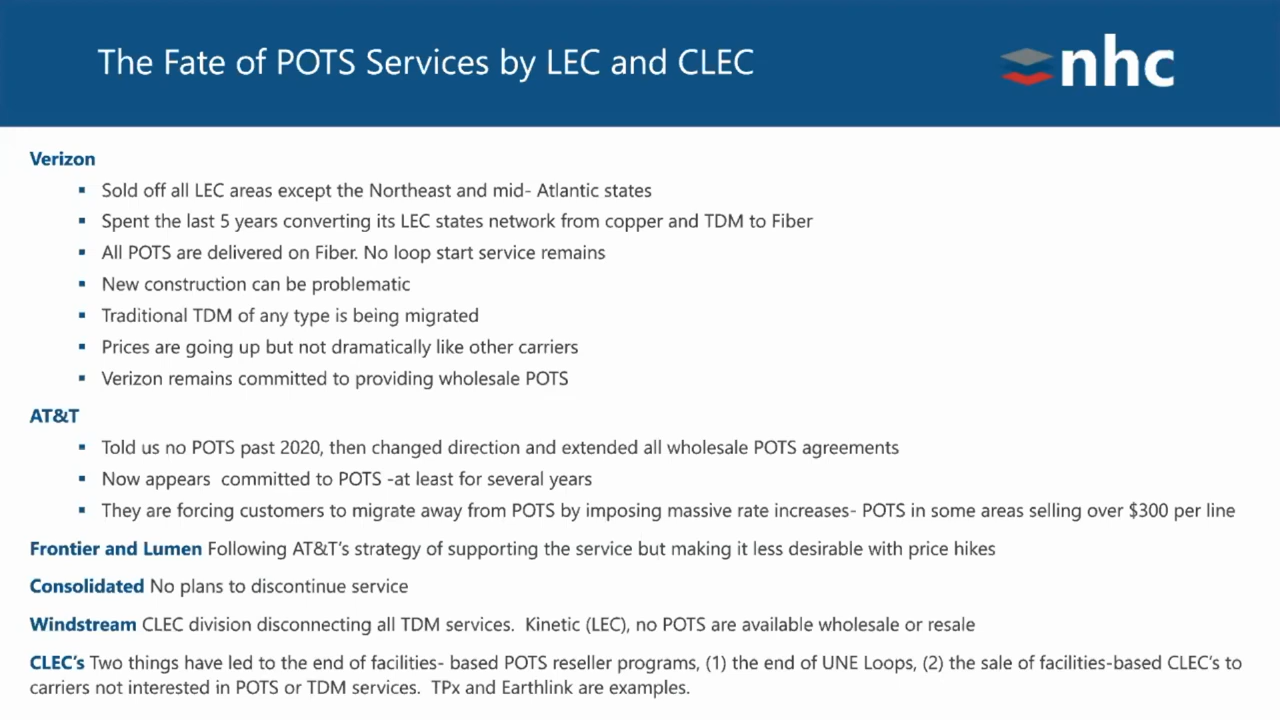 The Fate of POTS Services by LEC and CLEC
nhc
Verizon
▪ Sold off all LEC areas except the Northeast and mid- Atlantic states
▪ Spent the last 5 years converting its LEC states network from copper and TDM to Fiber
▪ All POTS are delivered on Fiber. No loop start service remains
▪ New construction can be problematic
▪ Traditional TDM of any type is being migrated
▪ Prices are going up but not dramatically like other carriers
▪ Verizon remains committed to providing wholesale POTS
AT&T
▪ Told us no POTS past 2020, then changed direction and extended all wholesale POTS agreements
▪ Now appears  committed to POTS -at least for several years
▪ They are forcing customers to migrate away from POTS by imposing massive rate increases- POTS in some areas selling over $300 per line
Frontier and Lumen Following AT&T’s strategy of supporting the service but making it less desirable with price hikes
Consolidated No plans to discontinue service
Windstream CLEC division disconnecting all TDM services.  Kinetic (LEC), no POTS are available wholesale or resale
CLEC’s Two things have led to the end of facilities- based POTS reseller programs, (1) the end of UNE Loops, (2) the sale of facilities-based CLEC’s to
carriers not interested in POTS or TDM services.  TPx and Earthlink are examples.